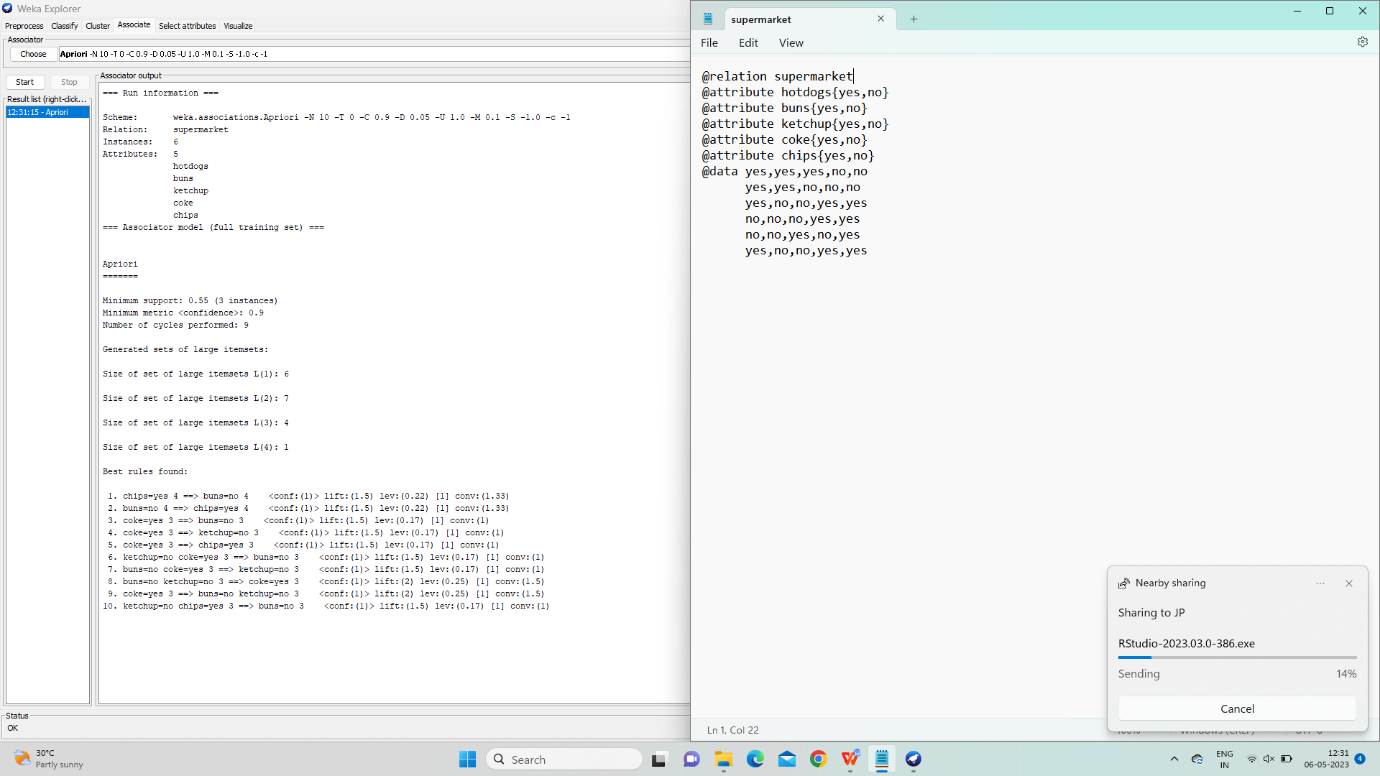 Weka Explorer
Preprocess Classify Cluster Associate Select attributes Visualize
Associator
Choose Apriori -N 10 -T 0 -C 0.9 -D 0.05 -U 1.0 -M 0.1 -S -1.0 -c -1
Start Stop
Result list (right-click...
12:31:15 - Apriori
Associator output
=== Run information ===
Scheme: weka.associations.Apriori -N 10 -T 0 -C 0.9 -D 0.05 -U 1.0 -M 0.1 -S -1.0 -c -1
Relation: supermarket
Instances: 6
Attributes: 5
hotdogs
buns
ketchup
coke
chips
=== Associator model (full training set) ===
Apriori
=======
Minimum support: 0.55 (3 instances)
Minimum metric <confidence>: 0.9
Number of cycles performed: 9
Generated sets of large itemsets:
Size of set of large itemsets L(1): 6
Size of set of large itemsets L(2): 7
Size of set of large itemsets L(3): 4
Size of set of large itemsets L(4): 1
Best rules found:
1. chips=yes 4 ==> buns=no 4 <conf:(1)> lift:(1.5) lev:(0.22) [1] conv:(1.33)
2. buns=no 4 ==> chips=yes 4 <conf:(1)> lift:(1.5) lev:(0.22) [1] conv:(1.33)
3. coke=yes 3 ==> buns=no 3 <conf:(1)> lift:(1.5) lev:(0.17) [1] conv:(1)
4. coke=yes 3 ==> ketchup=no 3 <conf:(1)> lift:(1.5) lev:(0.17) [1] conv:(1)
5. coke=yes 3 ==> chips=yes 3 <conf:(1)> lift:(1.5) lev:(0.17) [1] conv:(1)
6. ketchup=no coke=yes 3 ==> buns=no 3 <conf:(1)> lift:(1.5) lev:(0.17) [1] conv:(1)
7. buns=no coke=yes 3 ==> ketchup=no 3 <conf:(1)> lift:(1.5) lev:(0.17) [1] conv:(1)
8. buns=no ketchup=no 3 ==> coke=yes 3 <conf:(1)> lift:(2) lev:(0.25) [1] conv:(1.5)
9. coke=yes 3 ==> buns=no ketchup=no 3 <conf:(1)> lift:(2) lev:(0.25) [1] conv:(1.5)
10. ketchup=no chips=yes 3 ==> buns=no 3 <conf:(1)> lift:(1.5) lev:(0.17) [1] conv:(1)
Status
OK
supermarket
File Edit View
@relation supermarket
@attribute hotdogs{yes,no}
@attribute buns{yes,no}
@attribute ketchup{yes,no}
@attribute coke{yes,no}
@attribute chips{yes,no}
@data yes,yes,yes,no,no
yes,yes,no,no,no
yes,no,no,yes,yes
no,no,no,yes,yes
no,no,yes,no,yes
yes,no,no,yes,yes
Ln 1, Col 22
Nearby sharing
Sharing to JP
RStudio-2023.03.0-386.exe
Sending 14%
Cancel
30°C
Partly sunny
Search
ENG
IN
12:31
06-05-2023
4